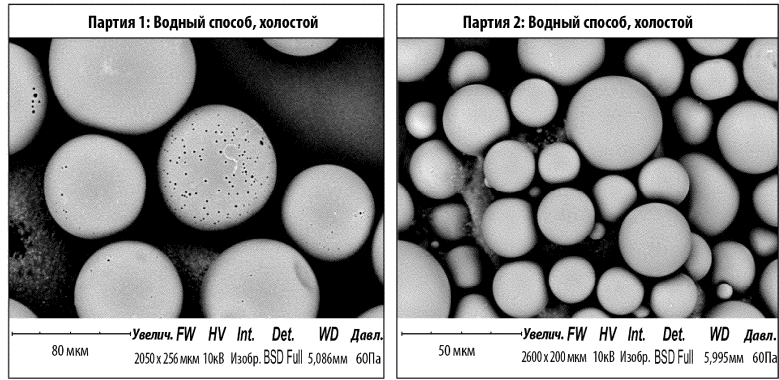 Партия 1: Водный способ, холостой
Увелич. FW HV Int. Det. WD Давл.
80 мкм 2050 x 256 мкм 10кВ Изобр. BSD Full 5,086мм 60Па
Партия 2: Водный способ, холостой
Увелич. FW HV Int. Det. WD Давл.
50 мкм 2600 x 200 мкм 10кВ Изобр. BSD Full 5,995мм 60Па